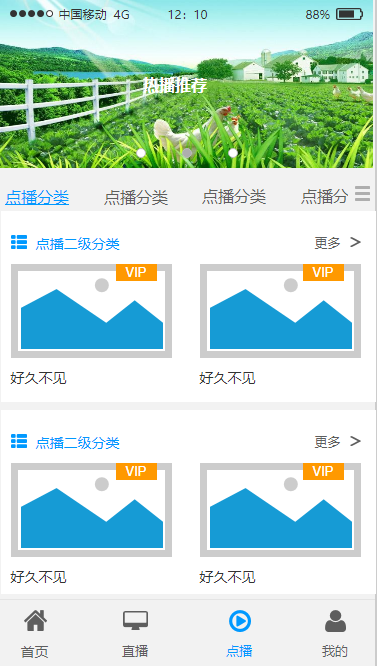 中国移动 4G 12：10 88%
热播推荐
点播分类 点播分类 点播分类 点播分
点播二级分类 更多 >
VIP VIP
好久不见 好久不见
点播二级分类 更多 >
VIP VIP
好久不见 好久不见
首页 直播 点播 我的